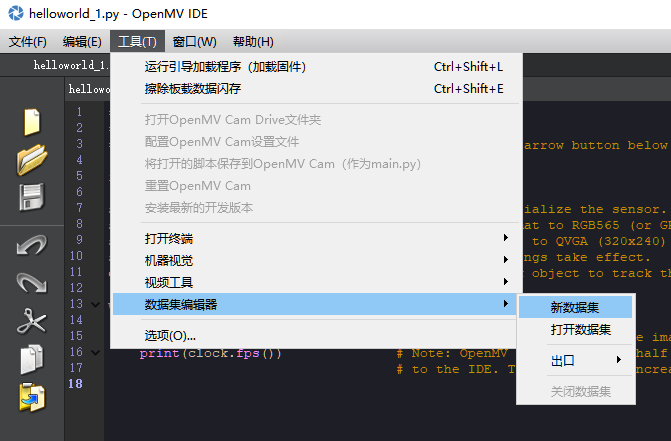 helloworld_1.py - OpenMV IDE
文件(F) 编辑(E) 工具(T) 窗口(W) 帮助(H)
helloworld_1.
运行引导加载程序（加载固件） Ctrl+Shift+L
擦除板载数据闪存 Ctrl+Shift+E
打开OpenMV Cam Drive文件夹
配置OpenMV Cam设置文件
将打开的脚本保存到OpenMV Cam（作为main.py）
重置OpenMV Cam
安装最新的开发版本
打开终端
机器视觉
视频工具
数据集编辑器
选项(O)...
新数据集
打开数据集
出口
关闭数据集
hellowo
1
2
3 arrow button below
4
5
6
7 ialize the sensor.
8 at to RGB565 (or G
9 to QVGA (320x240)
10 ngs take effect.
11 object to track th
12
13
14
15 e ima
16 print(clock.fps()) # Note: OpenMV half
17 # to the IDE. T ncrea
18